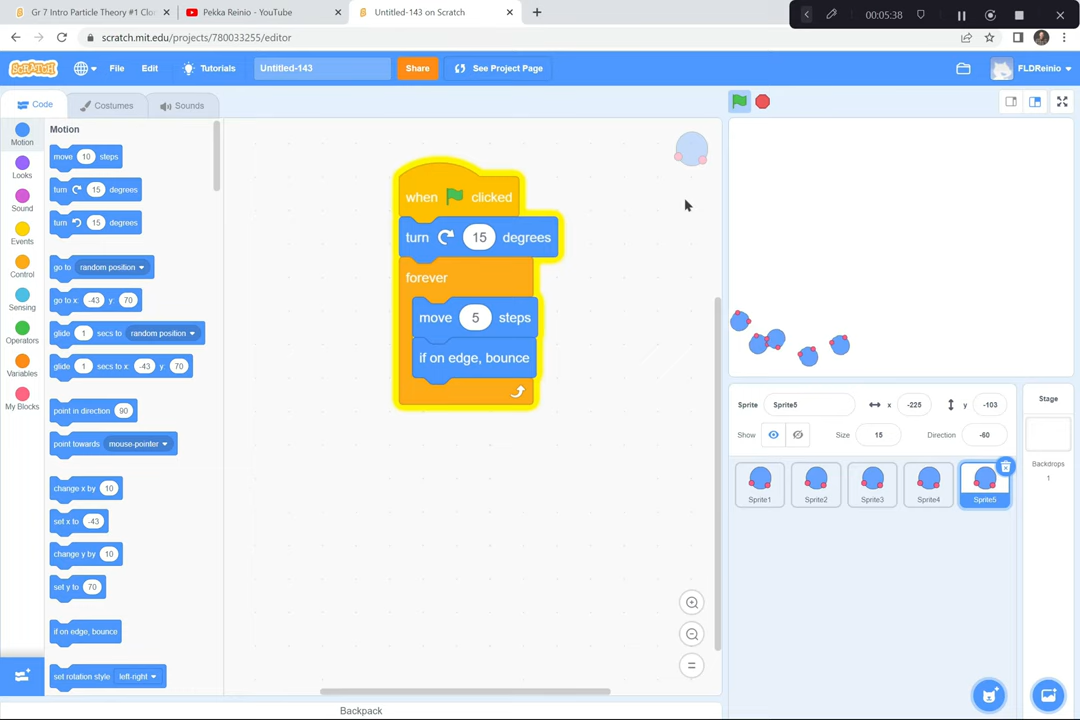 Gr 7 Intro Particle Theory #1 Clo
Pekka Reinio - YouTube
Untitled-143 on Scratch
00:05:38
scratch.mit.edu/projects/780033255/editor
SCRATCH
File
Edit
Tutorials
Untitled-143
Share
See Project Page
FLDReinio
Code
Costumes
Sounds
Motion
Looks
Sound
Events
Control
Sensing
Operators
Variables
My Blocks
Motion
move 10 steps
turn 15 degrees
turn 15 degrees
go to random position
go to x: -43 y: 70
glide 1 secs to random position
glide 1 secs to x: -43 y: 70
point in direction 90
point towards mouse-pointer
change x by 10
set x to -43
change y by 10
set y to 70
if on edge, bounce
set rotation style left-right
when clicked
turn 15 degrees
forever
move 5 steps
if on edge, bounce
Sprite Sprite5 x -225 y -103
Show Size 15 Direction -60
Sprite1
Sprite2
Sprite3
Sprite4
Sprite5
Stage
Backdrops
1
Backpack